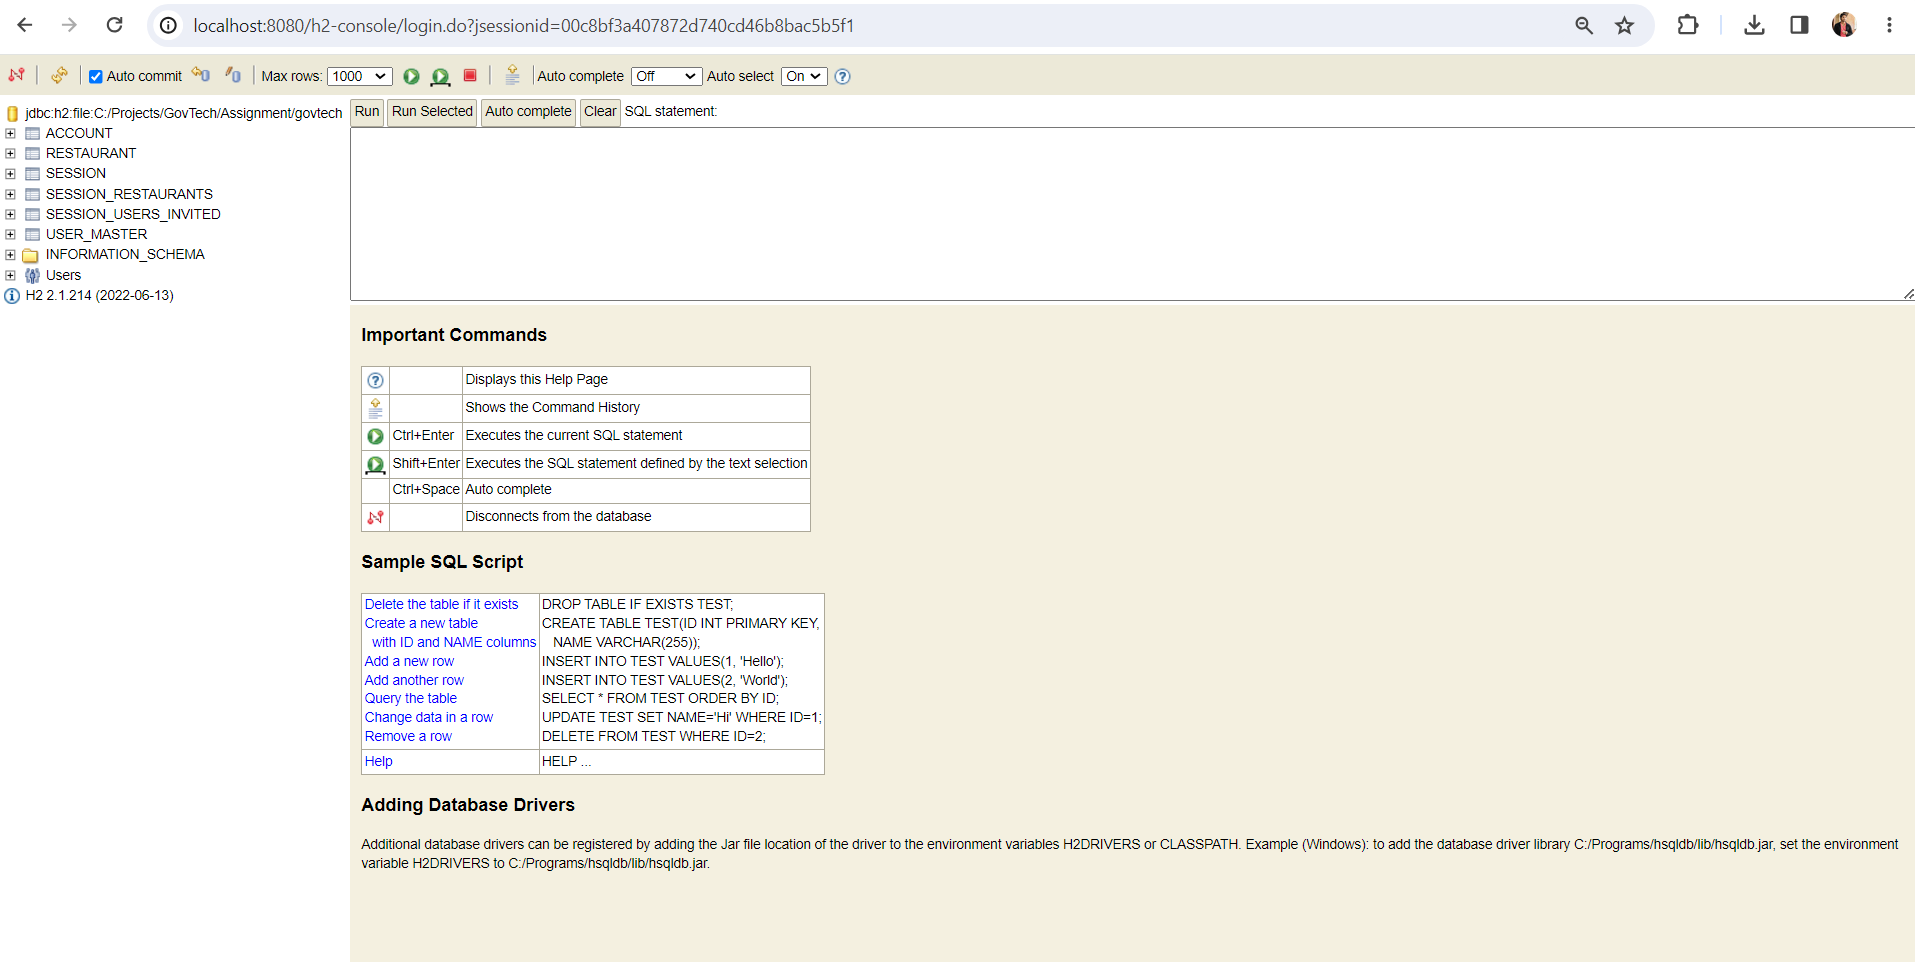 localhost:8080/h2-console/login.do?jsessionid=00c8bf3a407872d740cd46b8bac5b5f1
Auto commit Max rows: 1000 Auto complete Off Auto select On
jdbc:h2:file:C:/Projects/GovTech/Assignment/govtech
ACCOUNT
RESTAURANT
SESSION
SESSION_RESTAURANTS
SESSION_USERS_INVITED
USER_MASTER
INFORMATION_SCHEMA
Users
H2 2.1.214 (2022-06-13)
Run Run Selected Auto complete Clear SQL statement:
Important Commands
Displays this Help Page
Shows the Command History
Ctrl+Enter Executes the current SQL statement
Shift+Enter Executes the SQL statement defined by the text selection
Ctrl+Space Auto complete
Disconnects from the database
Sample SQL Script
Delete the table if it exists DROP TABLE IF EXISTS TEST;
Create a new table CREATE TABLE TEST(ID INT PRIMARY KEY,
with ID and NAME columns NAME VARCHAR(255));
Add a new row INSERT INTO TEST VALUES(1, 'Hello');
Add another row INSERT INTO TEST VALUES(2, 'World');
Query the table SELECT * FROM TEST ORDER BY ID;
Change data in a row UPDATE TEST SET NAME='Hi' WHERE ID=1;
Remove a row DELETE FROM TEST WHERE ID=2;
Help HELP ...
Adding Database Drivers
Additional database drivers can be registered by adding the Jar file location of the driver to the environment variables H2DRIVERS or CLASSPATH. Example (Windows): to add the database driver library C:/Programs/hsqldb/lib/hsqldb.jar, set the environment
variable H2DRIVERS to C:/Programs/hsqldb/lib/hsqldb.jar.